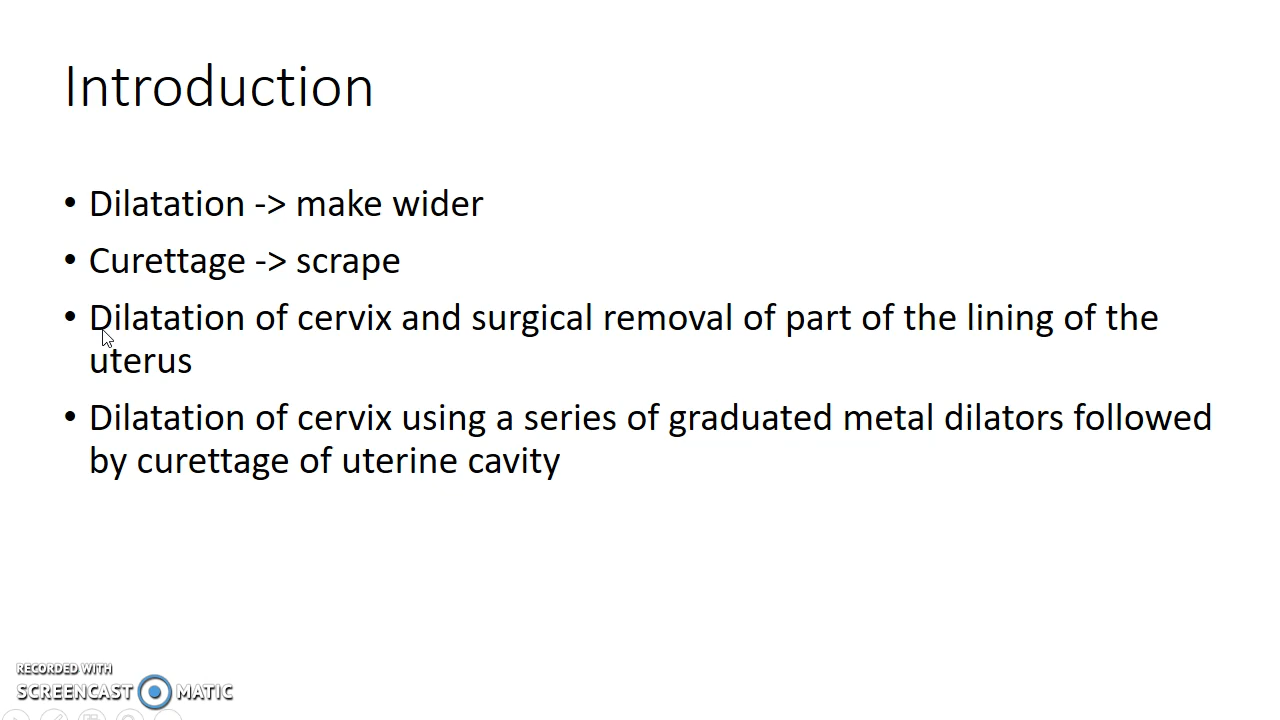 Introduction
• Dilatation -> make wider
• Curettage -> scrape
• Dilatation of cervix and surgical removal of part of the lining of the
uterus
• Dilatation of cervix using a series of graduated metal dilators followed
by curettage of uterine cavity
RECORDED WITH
SCREENCAST MATIC